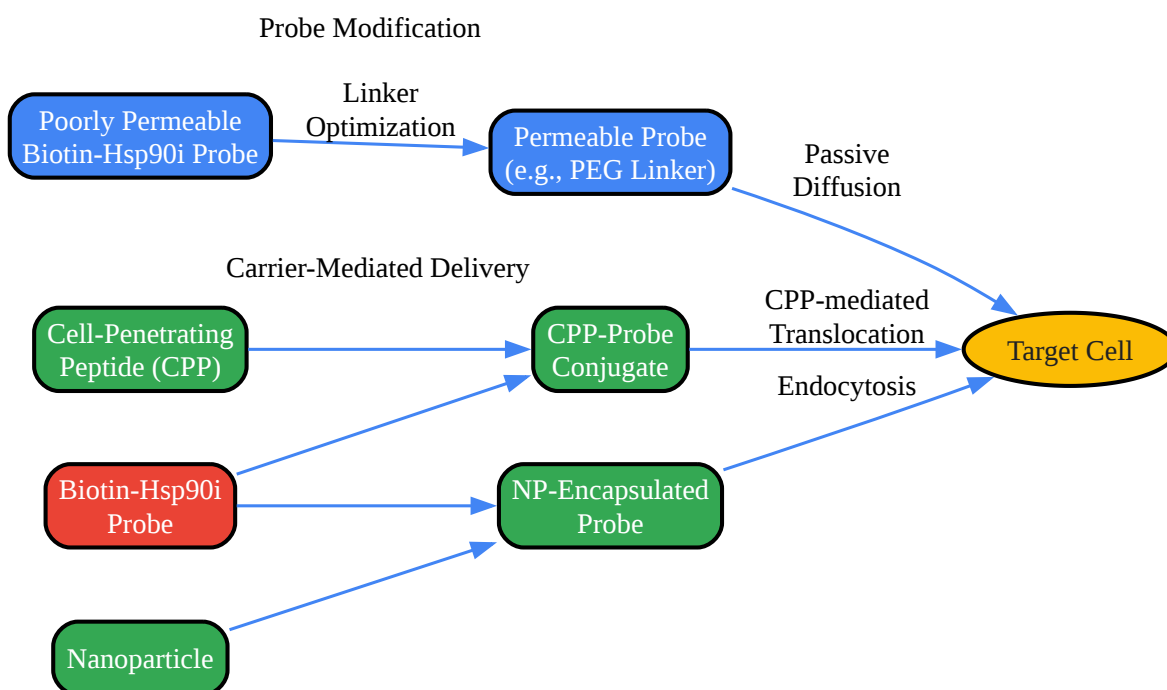 Probe Modification
Poorly Permeable
Biotin-Hsp90i Probe
Linker
Optimization
Permeable Probe
(e.g., PEG Linker)
Passive
Diffusion
Carrier-Mediated Delivery
Cell-Penetrating
Peptide (CPP)
CPP-Probe
Conjugate
CPP-mediated
Translocation
Target Cell
Endocytosis
Biotin-Hsp90i
Probe
NP-Encapsulated
Probe
Nanoparticle